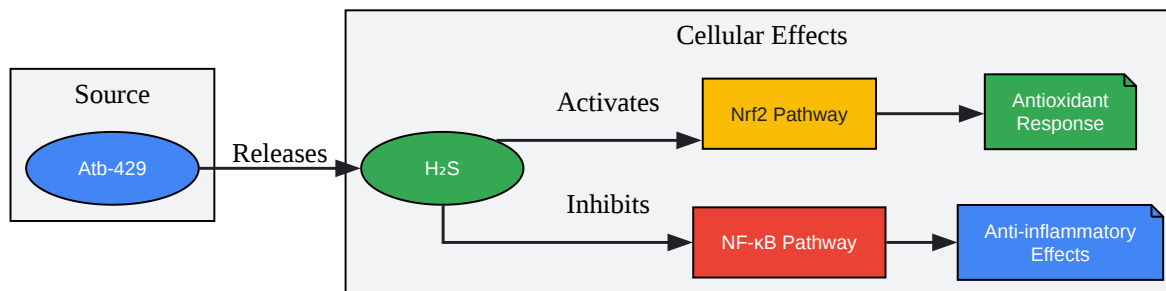 Cellular Effects
Source
Atb-429
Releases
H₂S
Activates
Nrf2 Pathway
Antioxidant
Response
Inhibits
NF-κB Pathway
Anti-inflammatory
Effects